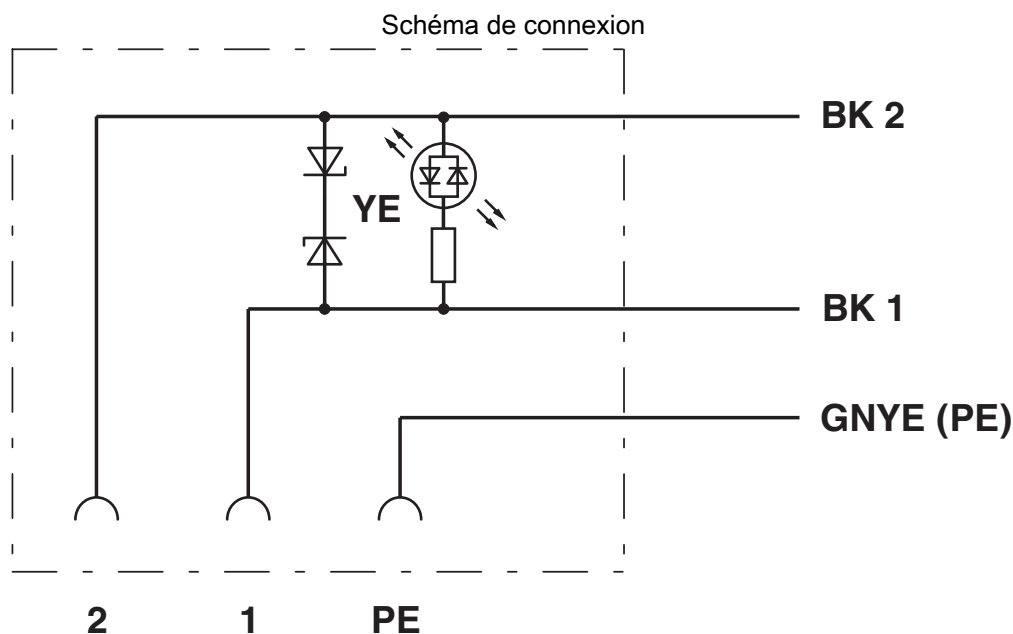 Schéma de connexion
BK 2
YE
BK 1
GNYE (PE)
2 1 PE